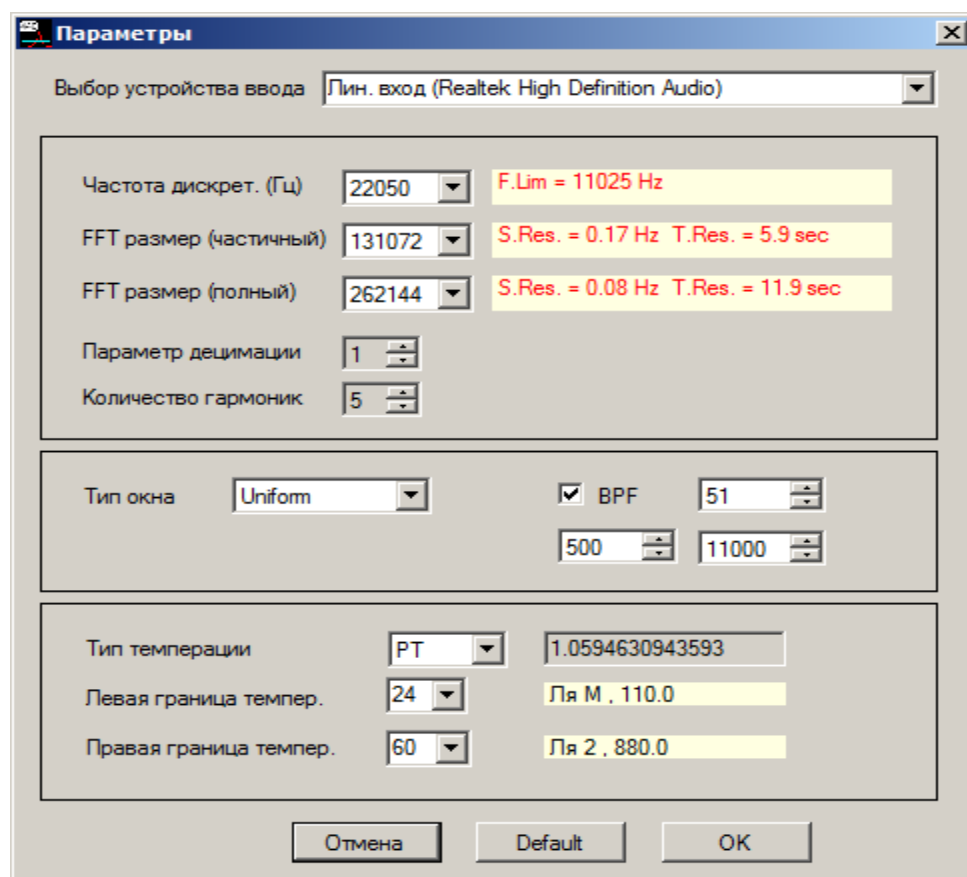 Параметры
Выбор устройства ввода Лин. вход (Realtek High Definition Audio)
Частота дискрет. (Гц) 22050 F.Lim = 11025 Hz
FFT размер (частичный) 131072 S.Res. = 0.17 Hz T.Res. = 5.9 sec
FFT размер (полный) 262144 S.Res. = 0.08 Hz T.Res. = 11.9 sec
Параметр децимации 1
Количество гармоник 5
Тип окна Uniform BPF 51
500 11000
Тип темперации РТ 1.0594630943593
Левая граница темпер. 24 Ля М , 110.0
Правая граница темпер. 60 Ля 2 , 880.0
Отмена Default OK